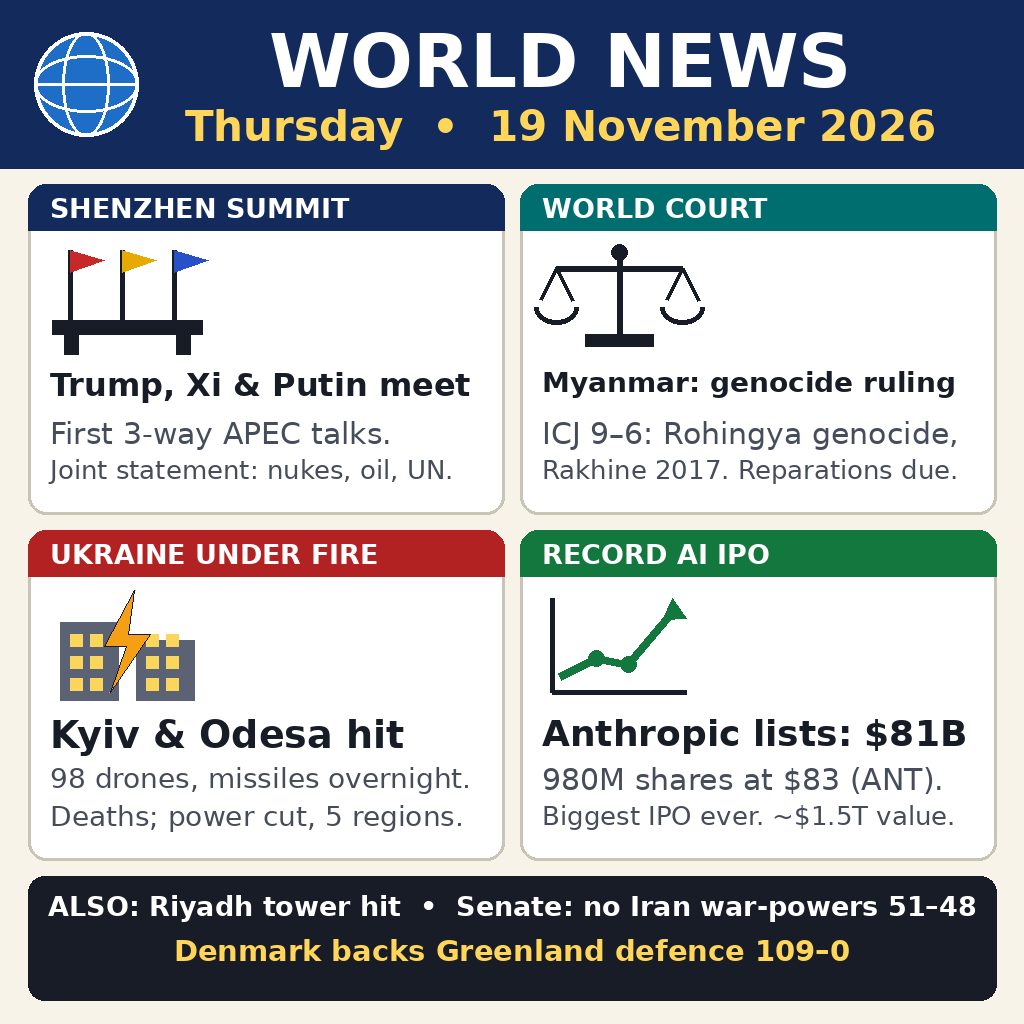 WORLD NEWS
Thursday • 19 November 2026
SHENZHEN SUMMIT
Trump, Xi & Putin meet
First 3-way APEC talks.
Joint statement: nukes, oil, UN.
WORLD COURT
Myanmar: genocide ruling
ICJ 9–6: Rohingya genocide,
Rakhine 2017. Reparations due.
UKRAINE UNDER FIRE
Kyiv & Odesa hit
98 drones, missiles overnight.
Deaths; power cut, 5 regions.
RECORD AI IPO
Anthropic lists: $81B
980M shares at $83 (ANT).
Biggest IPO ever. ~$1.5T value.
ALSO: Riyadh tower hit • Senate: no Iran war-powers 51–48
Denmark backs Greenland defence 109–0